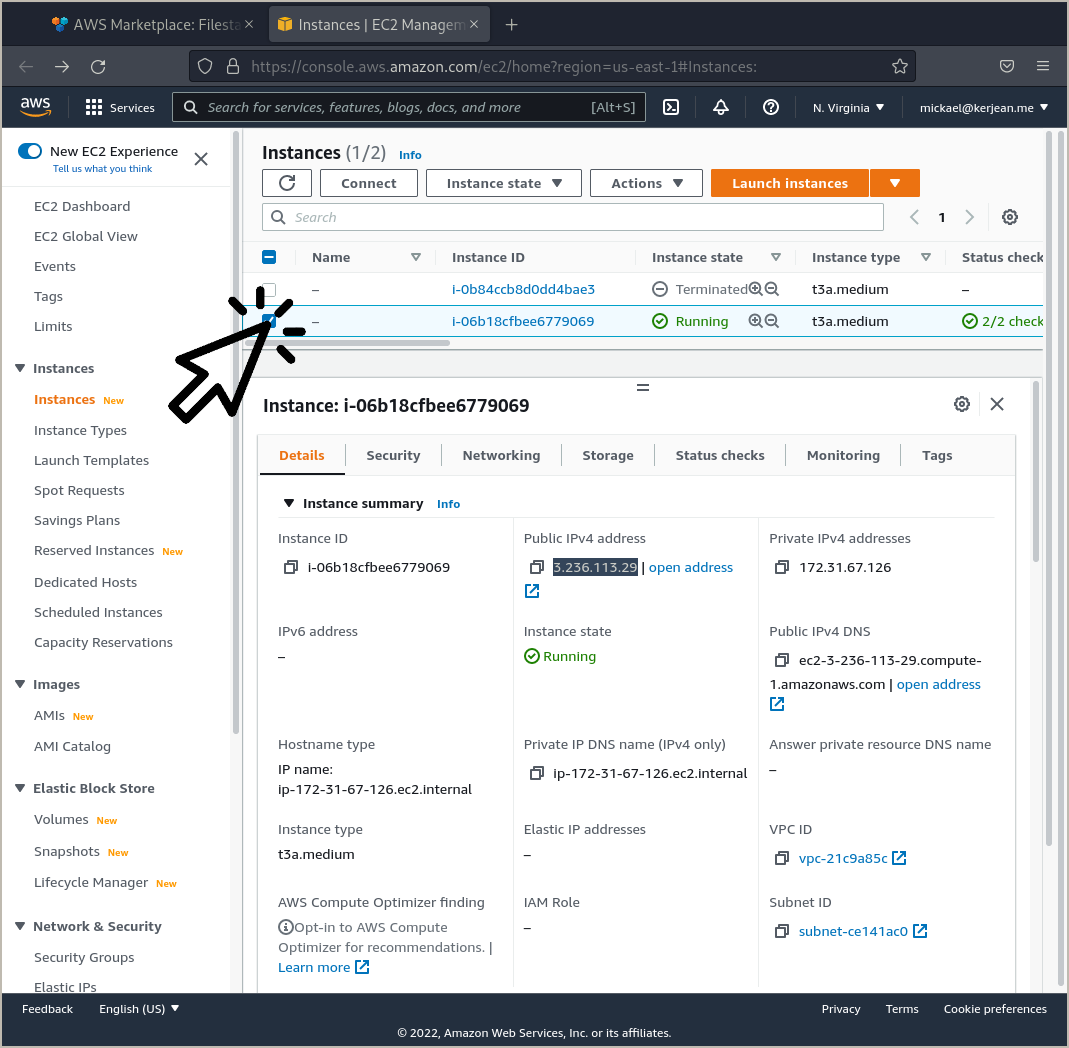 AWS Marketplace: Filesta
Instances | EC2 Managem
https://console.aws.amazon.com/ec2/home?region=us-east-1#Instances:
aws
Services
Search for services, features, blogs, docs, and more
[Alt+S]
N. Virginia
mickael@kerjean.me
New EC2 Experience
Tell us what you think
EC2 Dashboard
EC2 Global View
Events
Tags
Limits
Instances
Instances New
Instance Types
Launch Templates
Spot Requests
Savings Plans
Reserved Instances New
Dedicated Hosts
Scheduled Instances
Capacity Reservations
Images
AMIs New
AMI Catalog
Elastic Block Store
Volumes New
Snapshots New
Lifecycle Manager New
Network & Security
Security Groups
Elastic IPs
Instances (1/2) Info
Connect
Instance state
Actions
Launch instances
Search
1
Name Instance ID Instance state Instance type Status check
– i-0b84ccb8d0dd4bae3 Terminated t3a.medium –
– i-06b18cfbee6779069 Running t3a.medium 2/2 check
Instance: i-06b18cfbee6779069
Details Security Networking Storage Status checks Monitoring Tags
Instance summary Info
Instance ID
i-06b18cfbee6779069
Public IPv4 address
3.236.113.29 | open address
Private IPv4 addresses
172.31.67.126
IPv6 address
–
Instance state
Running
Public IPv4 DNS
ec2-3-236-113-29.compute-
1.amazonaws.com | open address
Hostname type
IP name:
ip-172-31-67-126.ec2.internal
Private IP DNS name (IPv4 only)
ip-172-31-67-126.ec2.internal
Answer private resource DNS name
–
Instance type
t3a.medium
Elastic IP addresses
–
VPC ID
vpc-21c9a85c
AWS Compute Optimizer finding
Opt-in to AWS Compute
Optimizer for recommendations. |
Learn more
IAM Role
–
Subnet ID
subnet-ce141ac0
Feedback
English (US)
Privacy
Terms
Cookie preferences
© 2022, Amazon Web Services, Inc. or its affiliates.